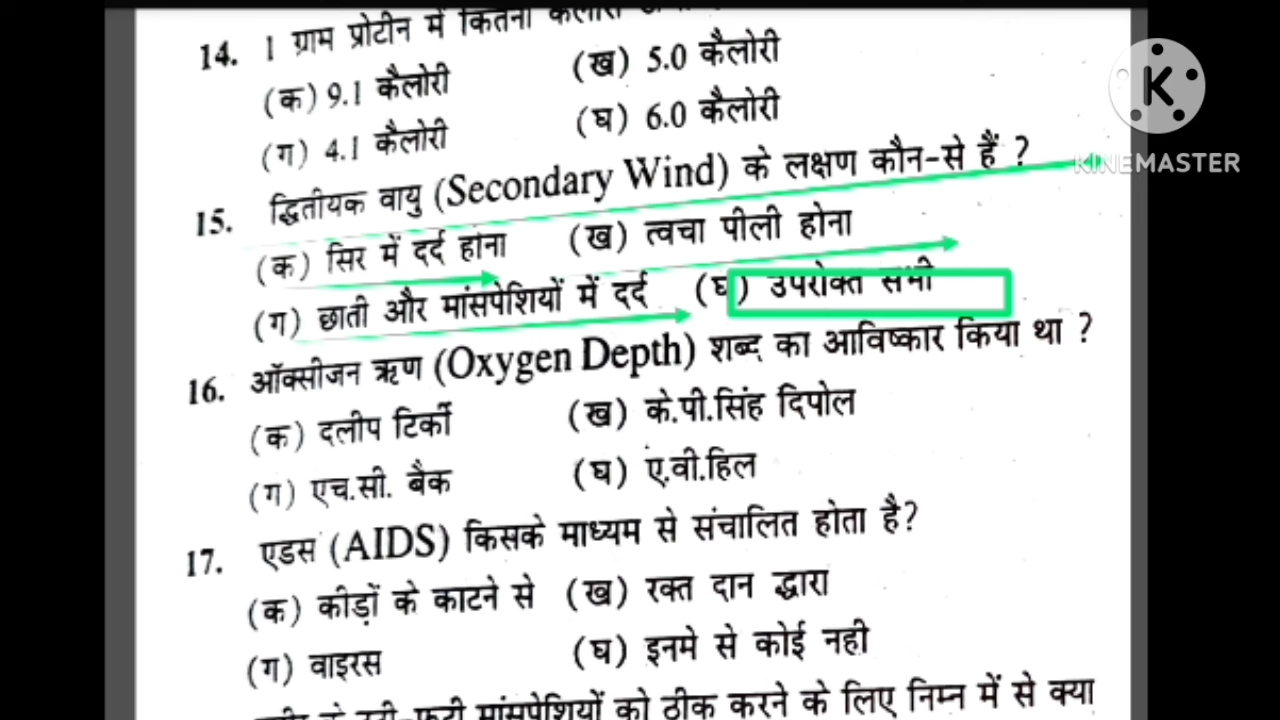 14. 1 ग्राम प्रोटीन में कितनी कैलोरी
(क) 9.1 कैलोरी (ख) 5.0 कैलोरी
(ग) 4.1 कैलोरी (घ) 6.0 कैलोरी
15. द्धितीयक वायु (Secondary Wind) के लक्षण कौन-से हैं ?
(क) सिर में दर्द होना (ख) त्वचा पीली होना
(ग) छाती और मांसपेशियों में दर्द (घ) उपरोक्त सभी
16. ऑक्सीजन ऋण (Oxygen Depth) शब्द का आविष्कार किया था ?
(क) दलीप टिर्की (ख) के.पी.सिंह दिपोल
(ग) एच.सी. बैक (घ) ए.वी.हिल
17. एडस (AIDS) किसके माध्यम से संचालित होता है?
(क) कीड़ों के काटने से (ख) रक्त दान द्धारा
(ग) वाइरस (घ) इनमे से कोई नही
मांसपेशियों को ठीक करने के लिए निम्न में से क्या
K
KINEMASTER